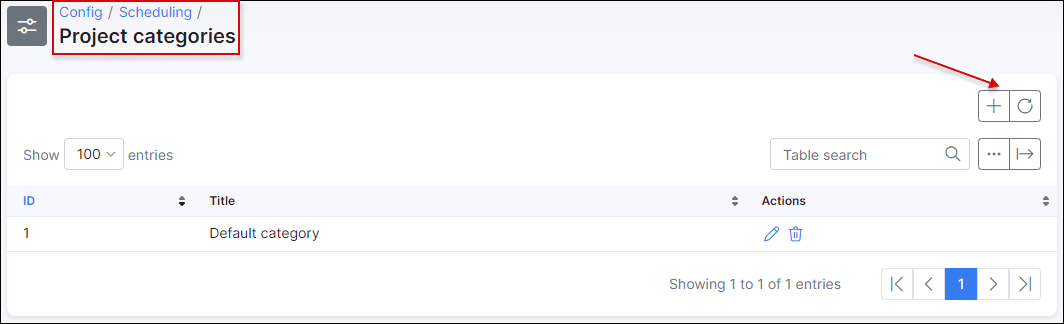 Config / Scheduling /
Project categories
Show 100 entries
Table search
ID Title Actions
1 Default category
Showing 1 to 1 of 1 entries 1